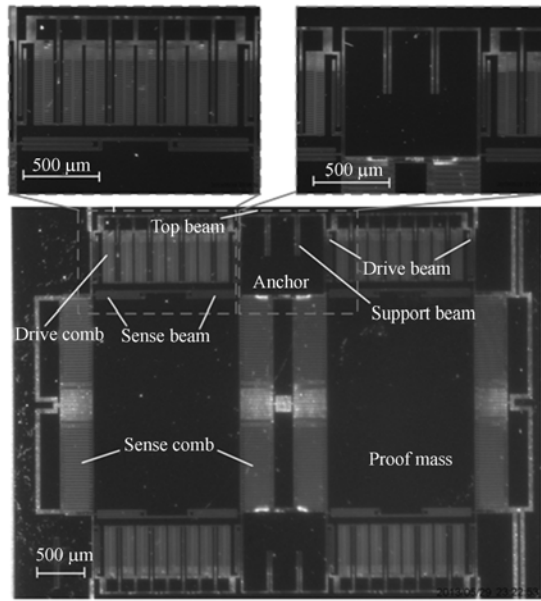 500 μm
500 μm
Top beam
Drive beam
Anchor
Support beam
Drive comb
Sense beam
Sense comb
Proof mass
500 μm